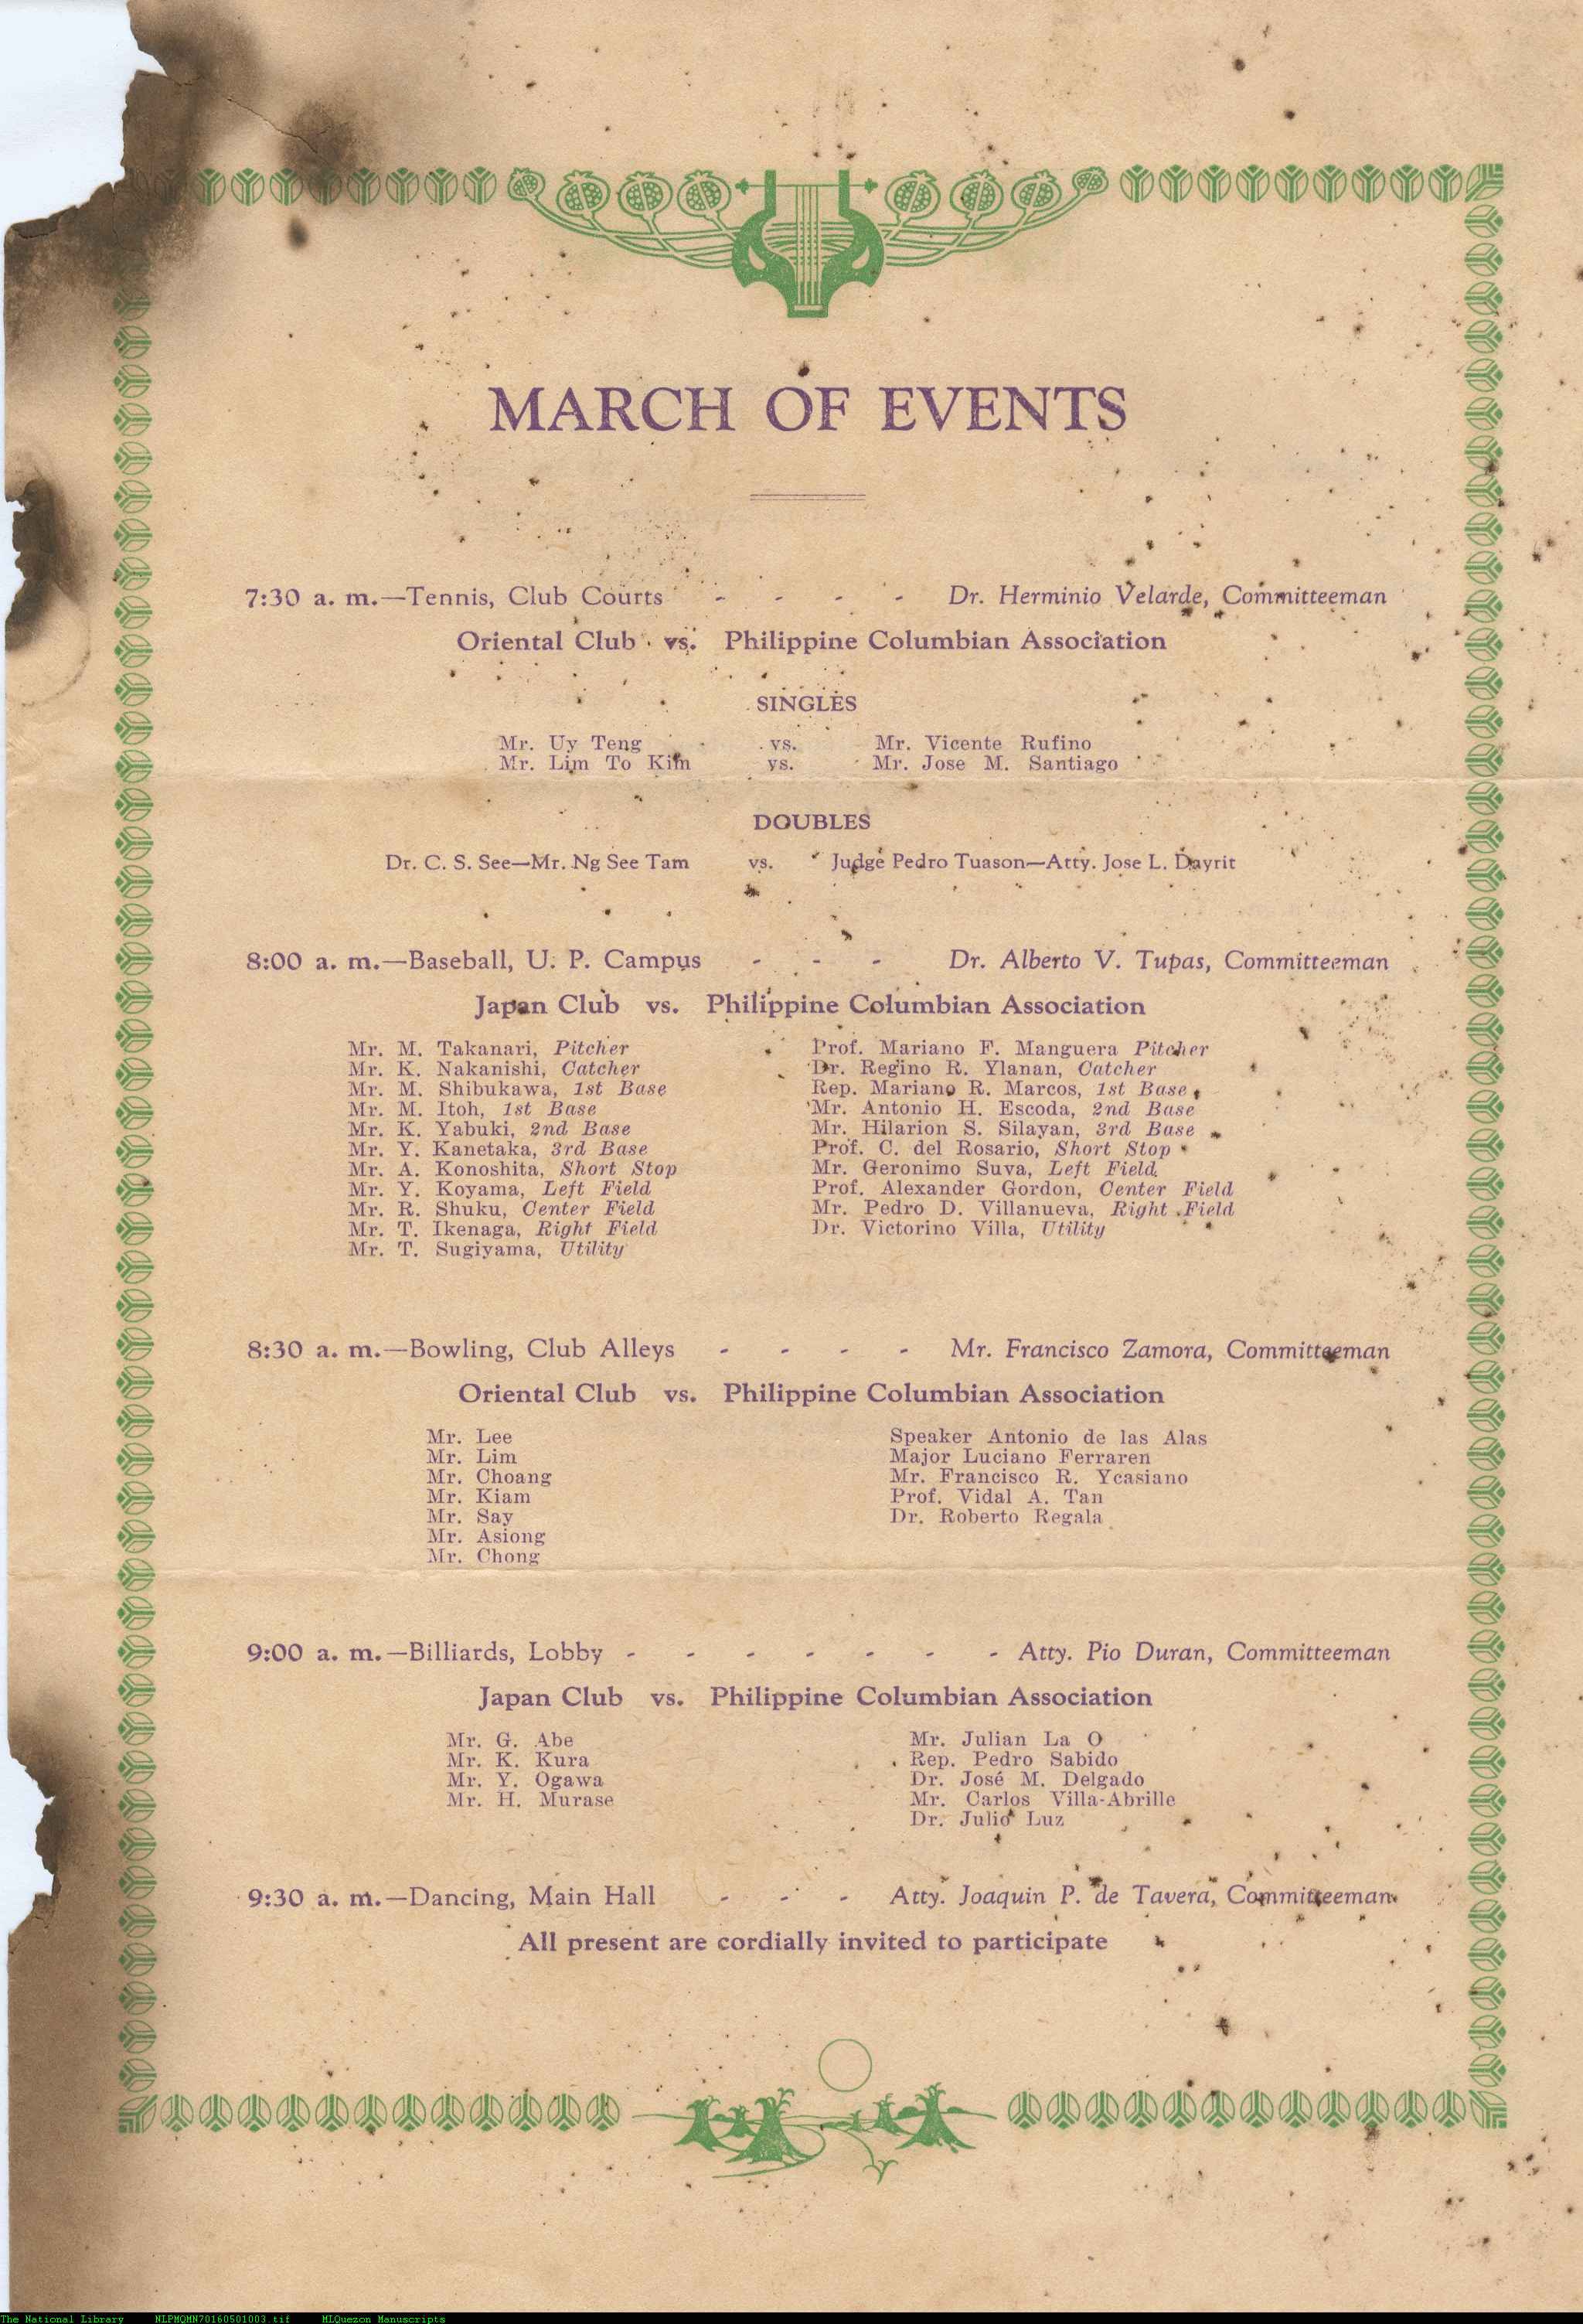 MARCH OF EVENTS
7:30 a. m.—Tennis, Club Courts - - - - Dr. Herminio Velarde, Committeeman
Oriental Club vs. Philippine Columbian Association
SINGLES
Mr. Uy Teng vs. Mr. Vicente Rufino
Mr. Lim To Kim vs. Mr. Jose M. Santiago
DOUBLES
Dr. C. S. See—Mr. Ng See Tam vs. Judge Pedro Tuason—Atty. Jose L. Dayrit
8:00 a. m.—Baseball, U. P. Campus - - - Dr. Alberto V. Tupas, Committeeman
Japan Club vs. Philippine Columbian Association
Mr. M. Takanari, Pitcher
Mr. K. Nakanishi, Catcher
Mr. M. Shibukawa, 1st Base
Mr. M. Itoh, 1st Base
Mr. K. Yabuki, 2nd Base
Mr. Y. Kanetaka, 3rd Base
Mr. A. Konoshita, Short Stop
Mr. Y. Koyama, Left Field
Mr. R. Shuku, Center Field
Mr. T. Ikenaga, Right Field
Mr. T. Sugiyama, Utility
Prof. Mariano F. Manguera Pitcher
Dr. Regino R. Ylanan, Catcher
Rep. Mariano R. Marcos, 1st Base
Mr. Antonio H. Escoda, 2nd Base
Mr. Hilarion S. Silayan, 3rd Base
Prof. C. del Rosario, Short Stop
Mr. Geronimo Suva, Left Field
Prof. Alexander Gordon, Center Field
Mr. Pedro D. Villanueva, Right Field
Dr. Victorino Villa, Utility
8:30 a. m.—Bowling, Club Alleys - - - - Mr. Francisco Zamora, Committeeman
Oriental Club vs. Philippine Columbian Association
Mr. Lee
Mr. Lim
Mr. Choang
Mr. Kiam
Mr. Say
Mr. Asiong
Mr. Chong
Speaker Antonio de las Alas
Major Luciano Ferraren
Mr. Francisco R. Ycasiano
Prof. Vidal A. Tan
Dr. Roberto Regala
9:00 a. m.—Billiards, Lobby - - - - - - - Atty. Pio Duran, Committeeman
Japan Club vs. Philippine Columbian Association
Mr. G. Abe
Mr. K. Kura
Mr. Y. Ogawa
Mr. H. Murase
Mr. Julian La O
Rep. Pedro Sabido
Dr. José M. Delgado
Mr. Carlos Villa-Abrille
Dr. Julio Luz
9:30 a. m.—Dancing, Main Hall - - - Atty. Joaquin P. de Tavera, Committeeman
All present are cordially invited to participate
The National Library NLPMQMN70160501003.tif MLQuezon Manuscripts